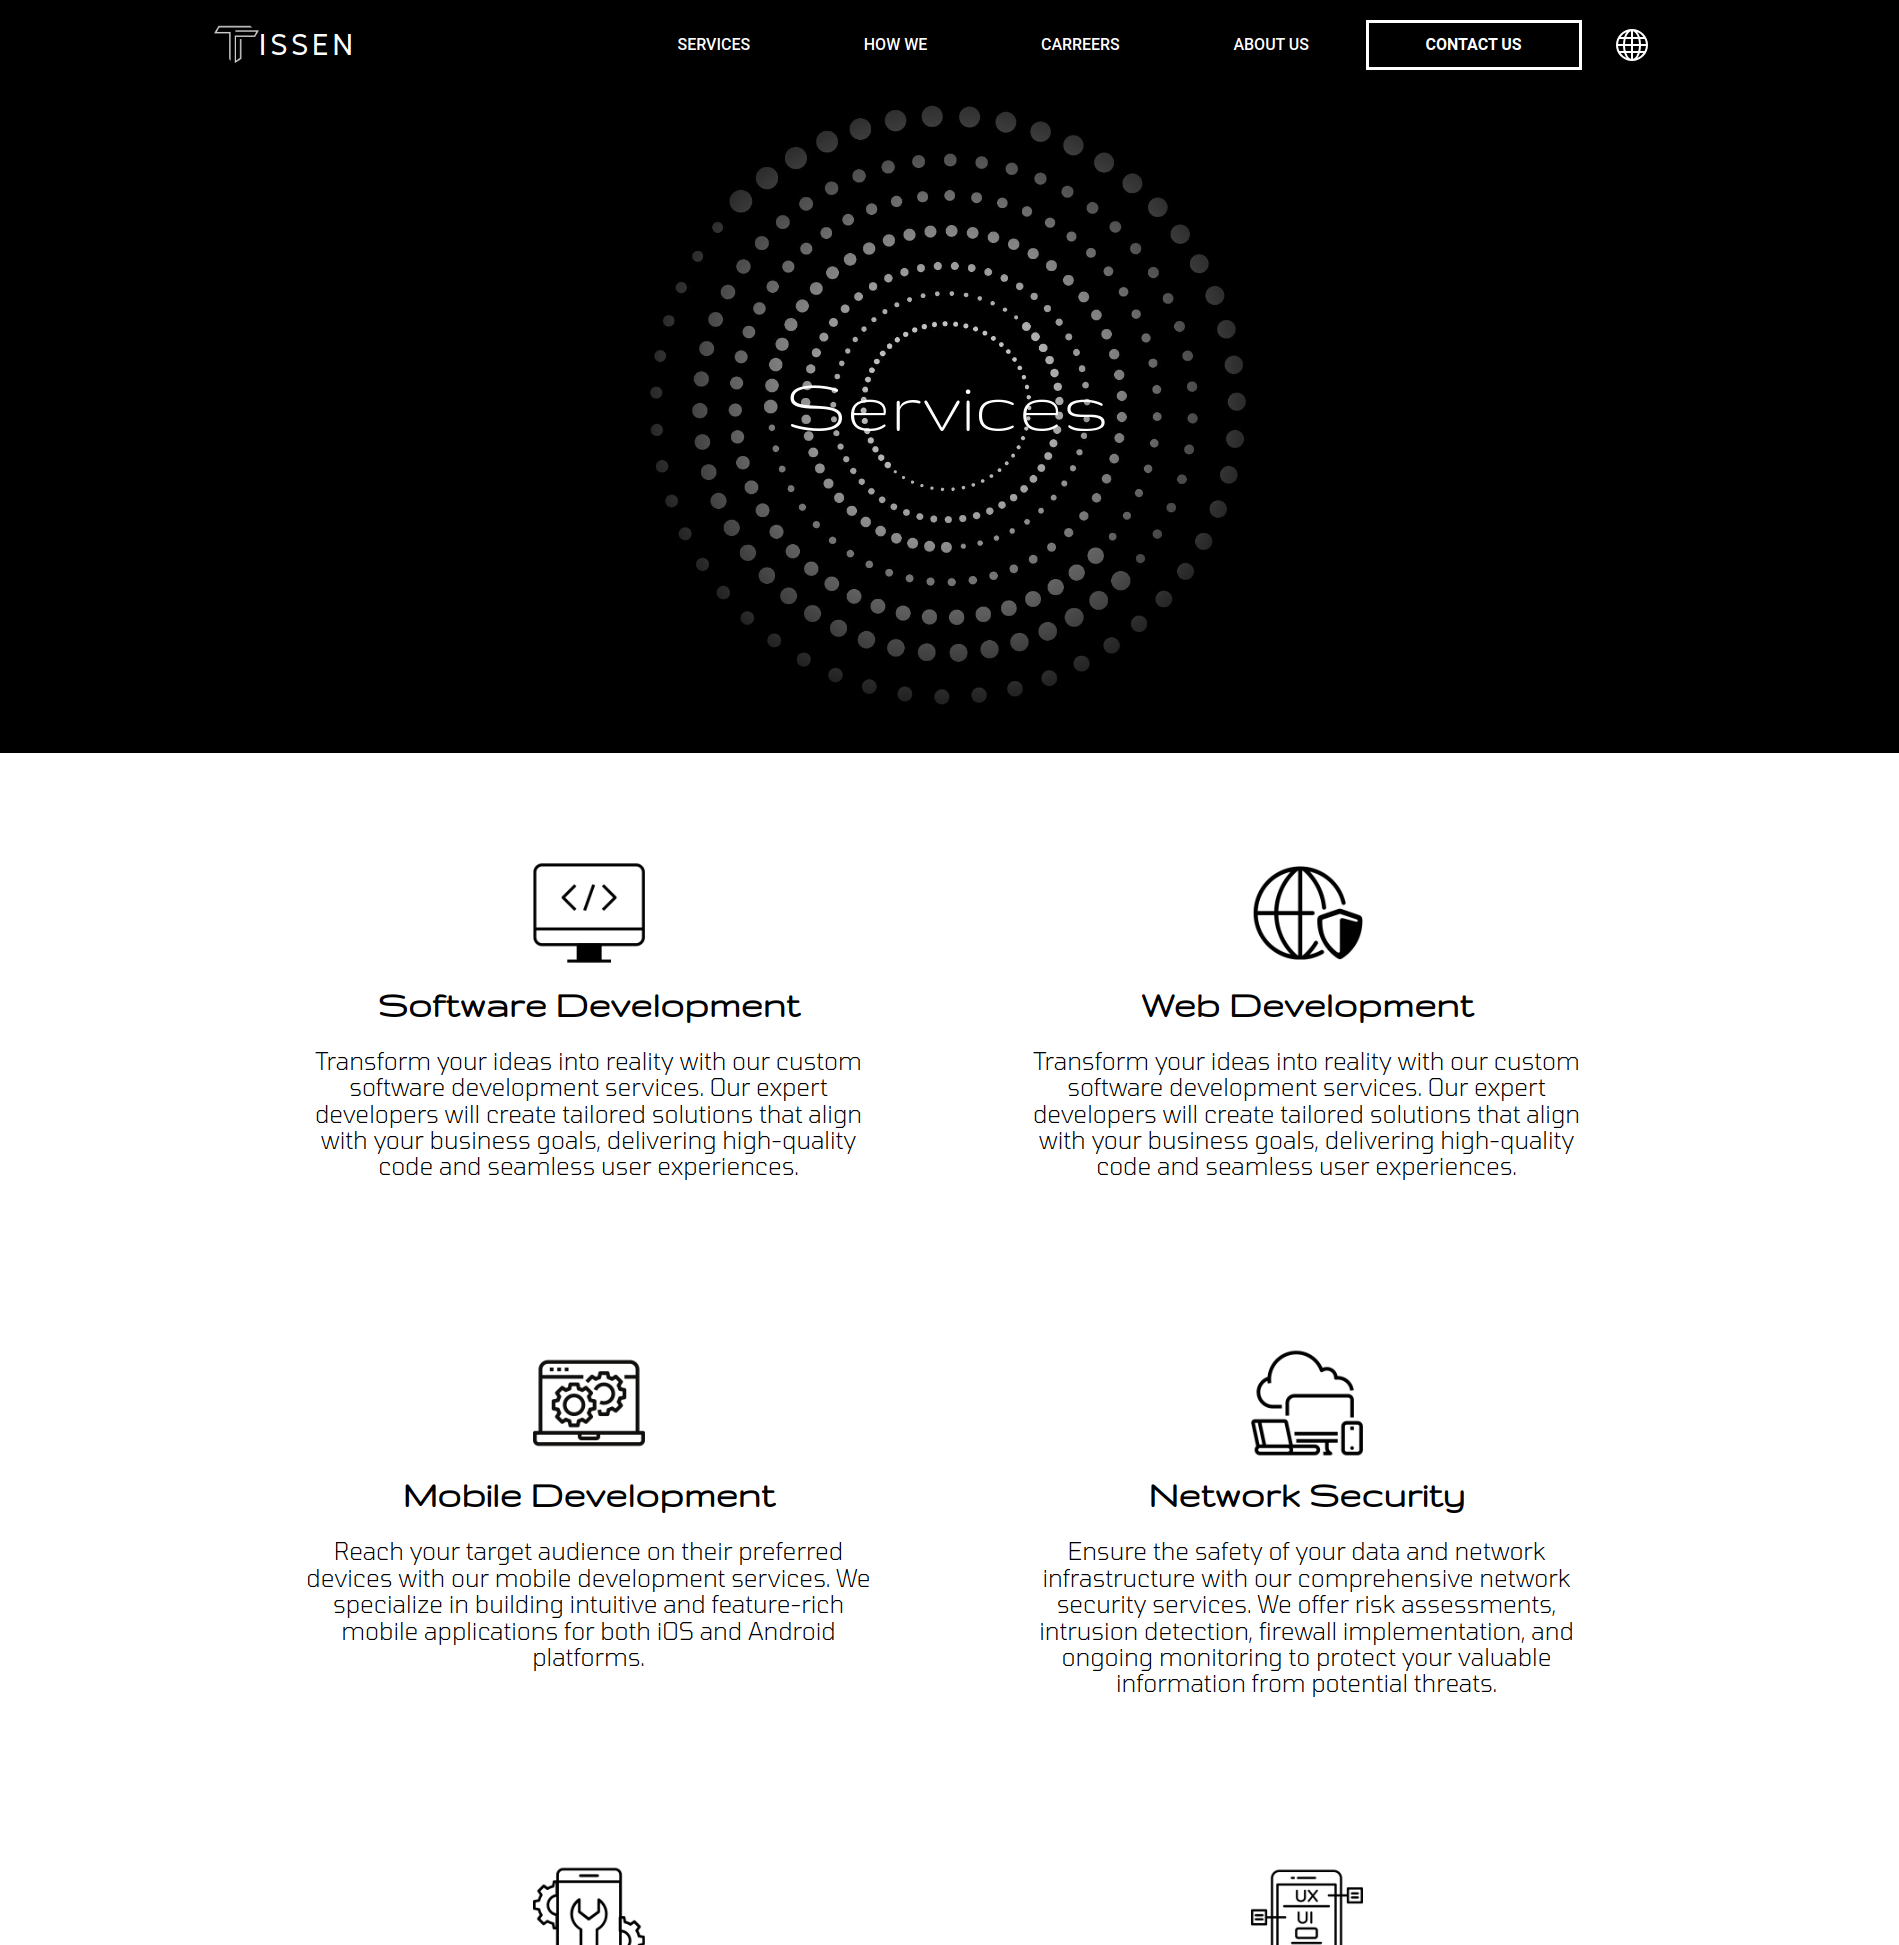 TISSEN
SERVICES
HOW WE
CARREERS
ABOUT US
CONTACT US
Services
</>
Software Development
Transform your ideas into reality with our custom
software development services. Our expert
developers will create tailored solutions that align
with your business goals, delivering high-quality
code and seamless user experiences.
Web Development
Transform your ideas into reality with our custom
software development services. Our expert
developers will create tailored solutions that align
with your business goals, delivering high-quality
code and seamless user experiences.
Mobile Development
Reach your target audience on their preferred
devices with our mobile development services. We
specialize in building intuitive and feature-rich
mobile applications for both iOS and Android
platforms.
Network Security
Ensure the safety of your data and network
infrastructure with our comprehensive network
security services. We offer risk assessments,
intrusion detection, firewall implementation, and
ongoing monitoring to protect your valuable
information from potential threats.
UX
UI